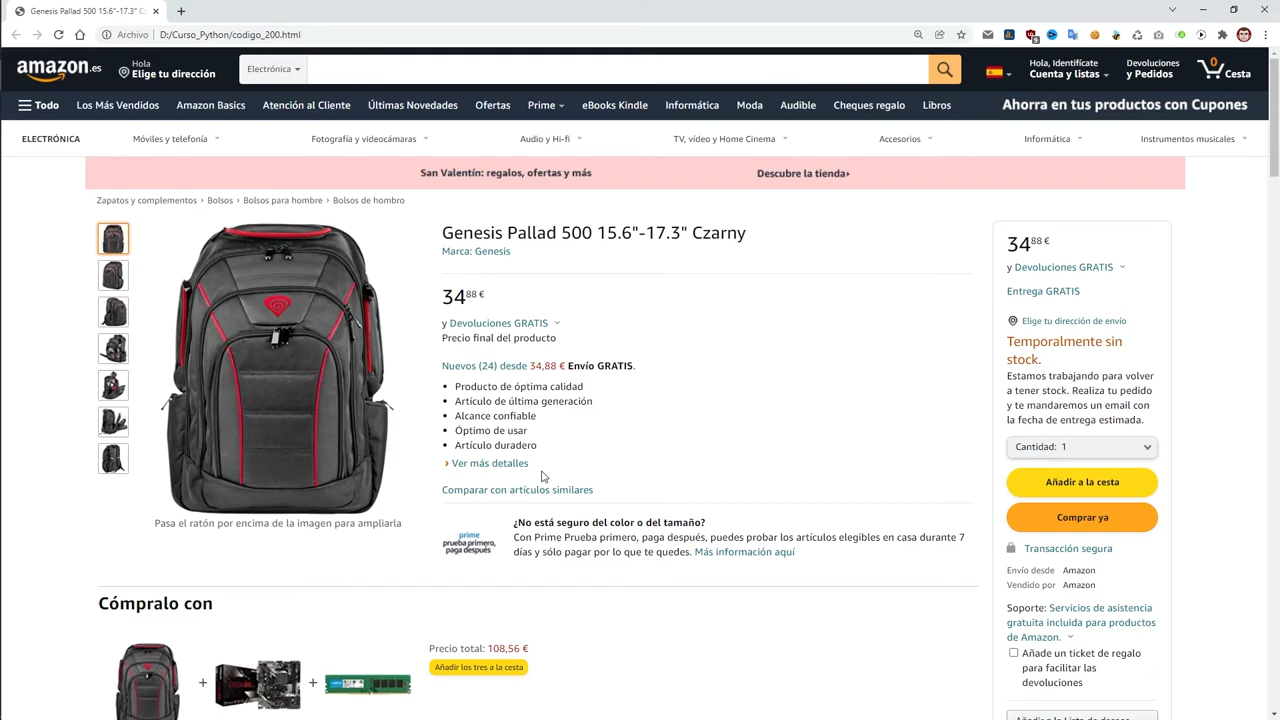 Genesis Pallad 500 15.6"-17.3" C
Archivo
D:/Curso_Python/codigo_200.html
amazon.es
Hola
Elige tu dirección
Electrónica
Hola, Identifícate
Cuenta y listas
Devoluciones
y Pedidos
0
Cesta
Todo
Los Más Vendidos
Amazon Basics
Atención al Cliente
Últimas Novedades
Ofertas
Prime
eBooks Kindle
Informática
Moda
Audible
Cheques regalo
Libros
Ahorra en tus productos con Cupones
ELECTRÓNICA
Móviles y telefonía
Fotografía y videocámaras
Audio y Hi-fi
TV, vídeo y Home Cinema
Accesorios
Informática
Instrumentos musicales
San Valentín: regalos, ofertas y más
Descubre la tienda
Zapatos y complementos › Bolsos › Bolsos para hombre › Bolsos de hombro
Genesis Pallad 500 15.6"-17.3" Czarny
Marca: Genesis
34 88 €
y Devoluciones GRATIS
Precio final del producto
Nuevos (24) desde 34,88 € Envío GRATIS.
Producto de óptima calidad
Artículo de última generación
Alcance confiable
Óptimo de usar
Artículo duradero
› Ver más detalles
Comparar con artículos similares
Pasa el ratón por encima de la imagen para ampliarla
prime
prueba primero,
paga después
¿No está seguro del color o del tamaño?
Con Prime Prueba primero, paga después, puedes probar los artículos elegibles en casa durante 7
días y sólo pagar por lo que te quedes. Más información aquí
34 88 €
y Devoluciones GRATIS
Entrega GRATIS
Elige tu dirección de envío
Temporalmente sin
stock.
Estamos trabajando para volver
a tener stock. Realiza tu pedido
y te mandaremos un email con
la fecha de entrega estimada.
Cantidad: 1
Añadir a la cesta
Comprar ya
Transacción segura
Envío desde Amazon
Vendido por Amazon
Soporte: Servicios de asistencia
gratuita incluida para productos
de Amazon.
Añade un ticket de regalo
para facilitar las
devoluciones
Cómpralo con
Precio total: 108,56 €
Añadir los tres a la cesta
+
+